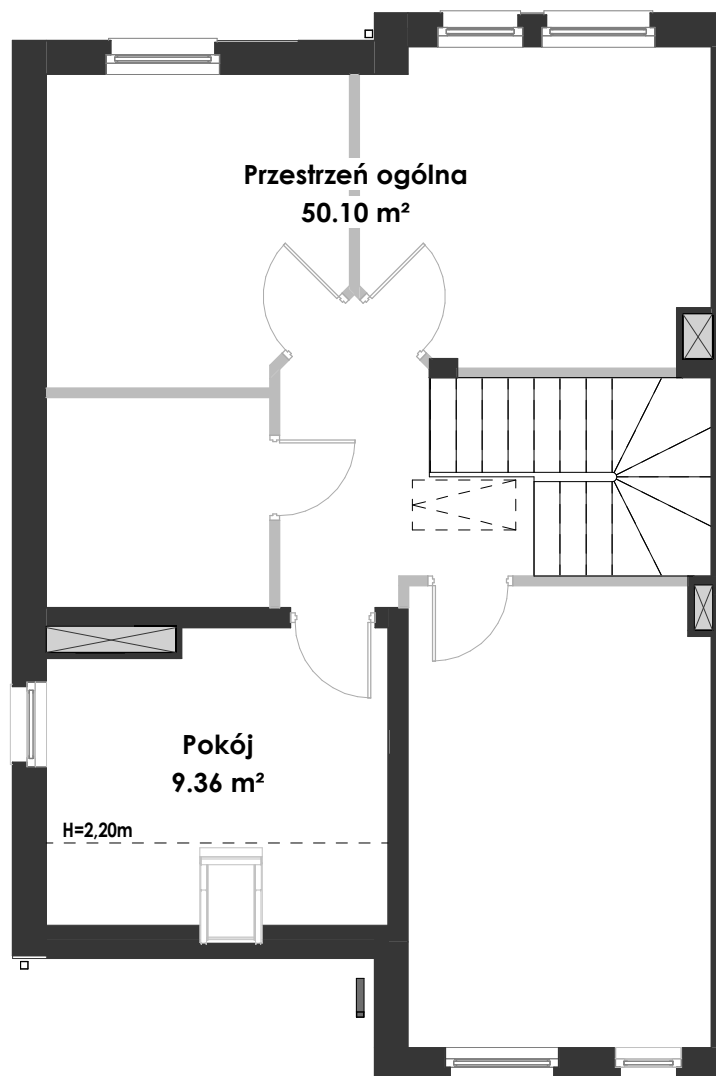 Przestrzeń ogólna
50.10 m²
Pokój
9.36 m²
H=2,20m